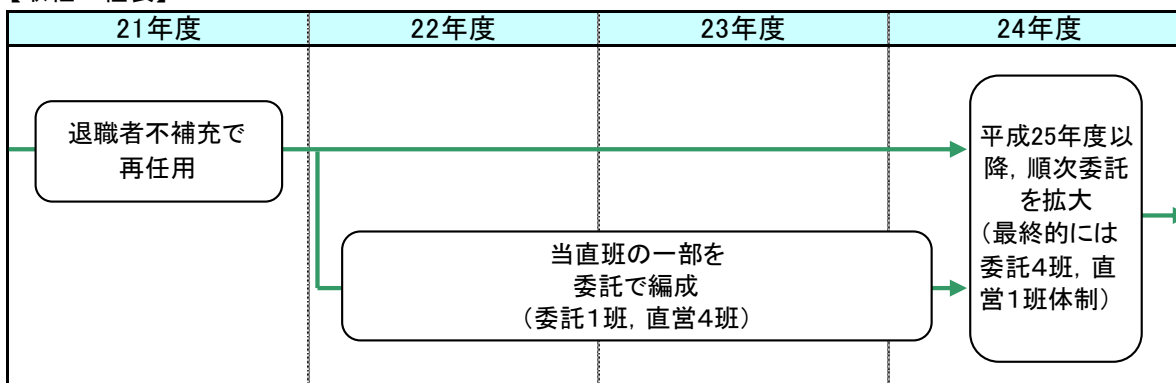 21年度
22年度
23年度
24年度
退職者不補充で
再任用
当直班の一部を
委託で編成
（委託１班，直営４班）
平成25年度以
降，順次委託
を拡大
（最終的には
委託４班，直
営１班体制）